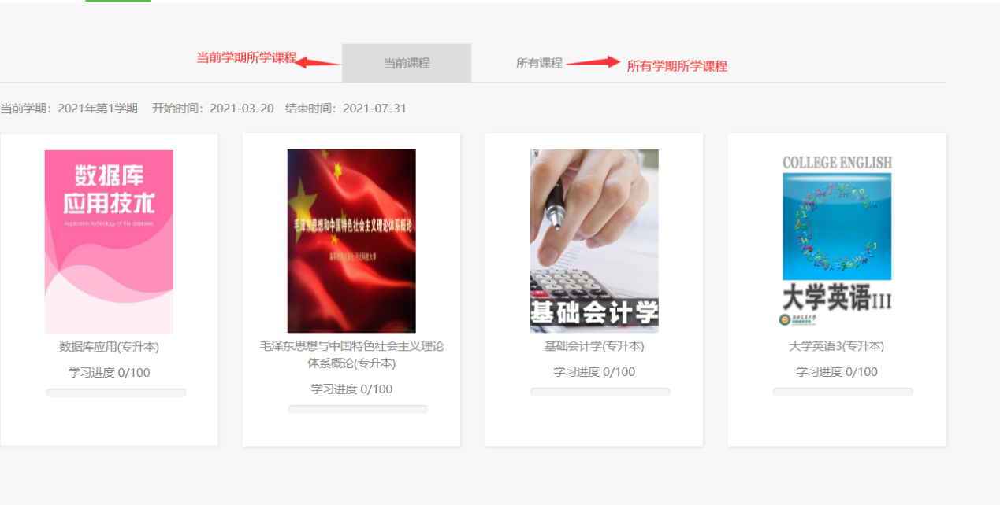 当前学期所学课程
当前课程
所有课程
所有学期所学课程
当前学期：2021年第1学期 开始时间：2021-03-20 结束时间：2021-07-31
数据库
应用技术
Application technology of the database
数据库应用(专升本)
学习进度 0/100
毛泽东思想和中国特色社会主义理论体系概论
毛泽东思想与中国特色社会主义理论
体系概论(专升本)
学习进度 0/100
基础会计学
基础会计学(专升本)
学习进度 0/100
COLLEGE ENGLISH
大学英语III
大学英语3(专升本)
学习进度 0/100